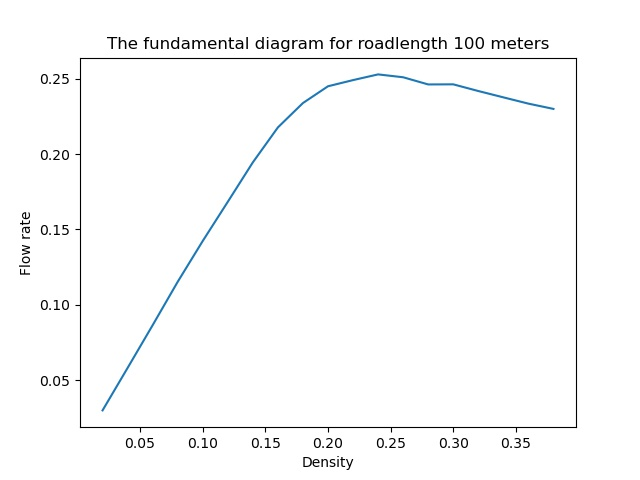 The fundamental diagram for roadlength 100 meters
0.25
0.20
0.15
0.10
0.05
Flow rate
0.05 0.10 0.15 0.20 0.25 0.30 0.35
Density